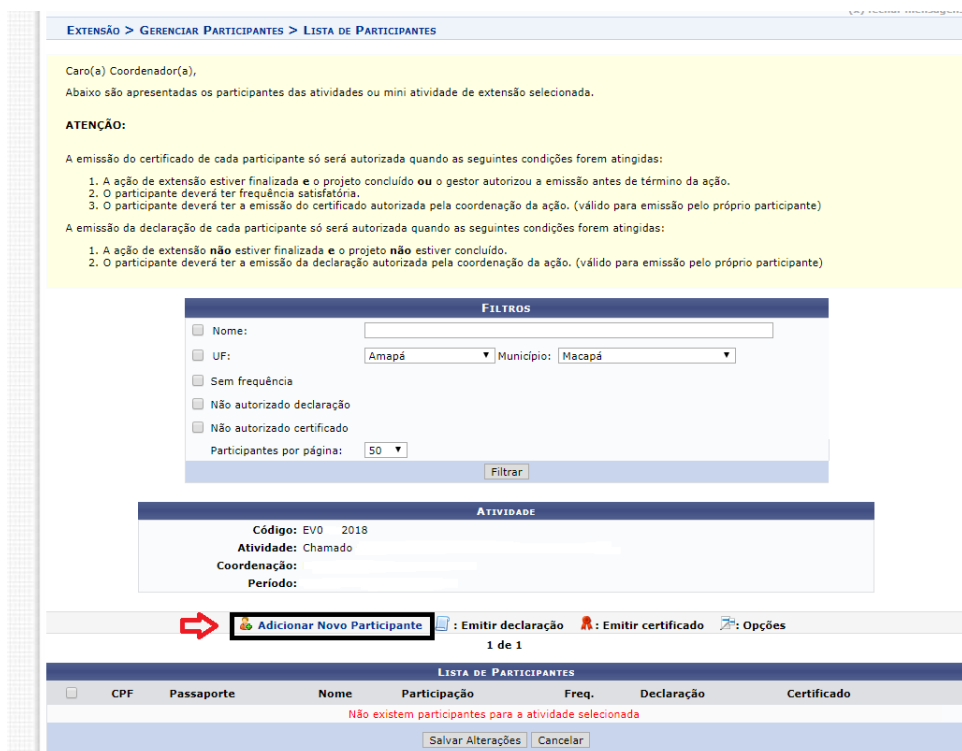 (x) fechar mensagens
Extensão > Gerenciar Participantes > Lista de Participantes
Caro(a) Coordenador(a),
Abaixo são apresentadas os participantes das atividades ou mini atividade de extensão selecionada.
ATENÇÃO:
A emissão do certificado de cada participante só será autorizada quando as seguintes condições forem atingidas:
1. A ação de extensão estiver finalizada e o projeto concluído ou o gestor autorizou a emissão antes de término da ação.
2. O participante deverá ter frequência satisfatória.
3. O participante deverá ter a emissão do certificado autorizada pela coordenação da ação. (válido para emissão pelo próprio participante)
A emissão da declaração de cada participante só será autorizada quando as seguintes condições forem atingidas:
1. A ação de extensão não estiver finalizada e o projeto não estiver concluído.
2. O participante deverá ter a emissão da declaração autorizada pela coordenação da ação. (válido para emissão pelo próprio participante)
Filtros
Nome:
UF: Amapá Município: Macapá
Sem frequência
Não autorizado declaração
Não autorizado certificado
Participantes por página: 50
Filtrar
Atividade
Código: EV0 2018
Atividade: Chamado
Coordenação:
Período:
Adicionar Novo Participante : Emitir declaração : Emitir certificado : Opções
1 de 1
Lista de Participantes
CPF Passaporte Nome Participação Freq. Declaração Certificado
Não existem participantes para a atividade selecionada
Salvar Alterações Cancelar